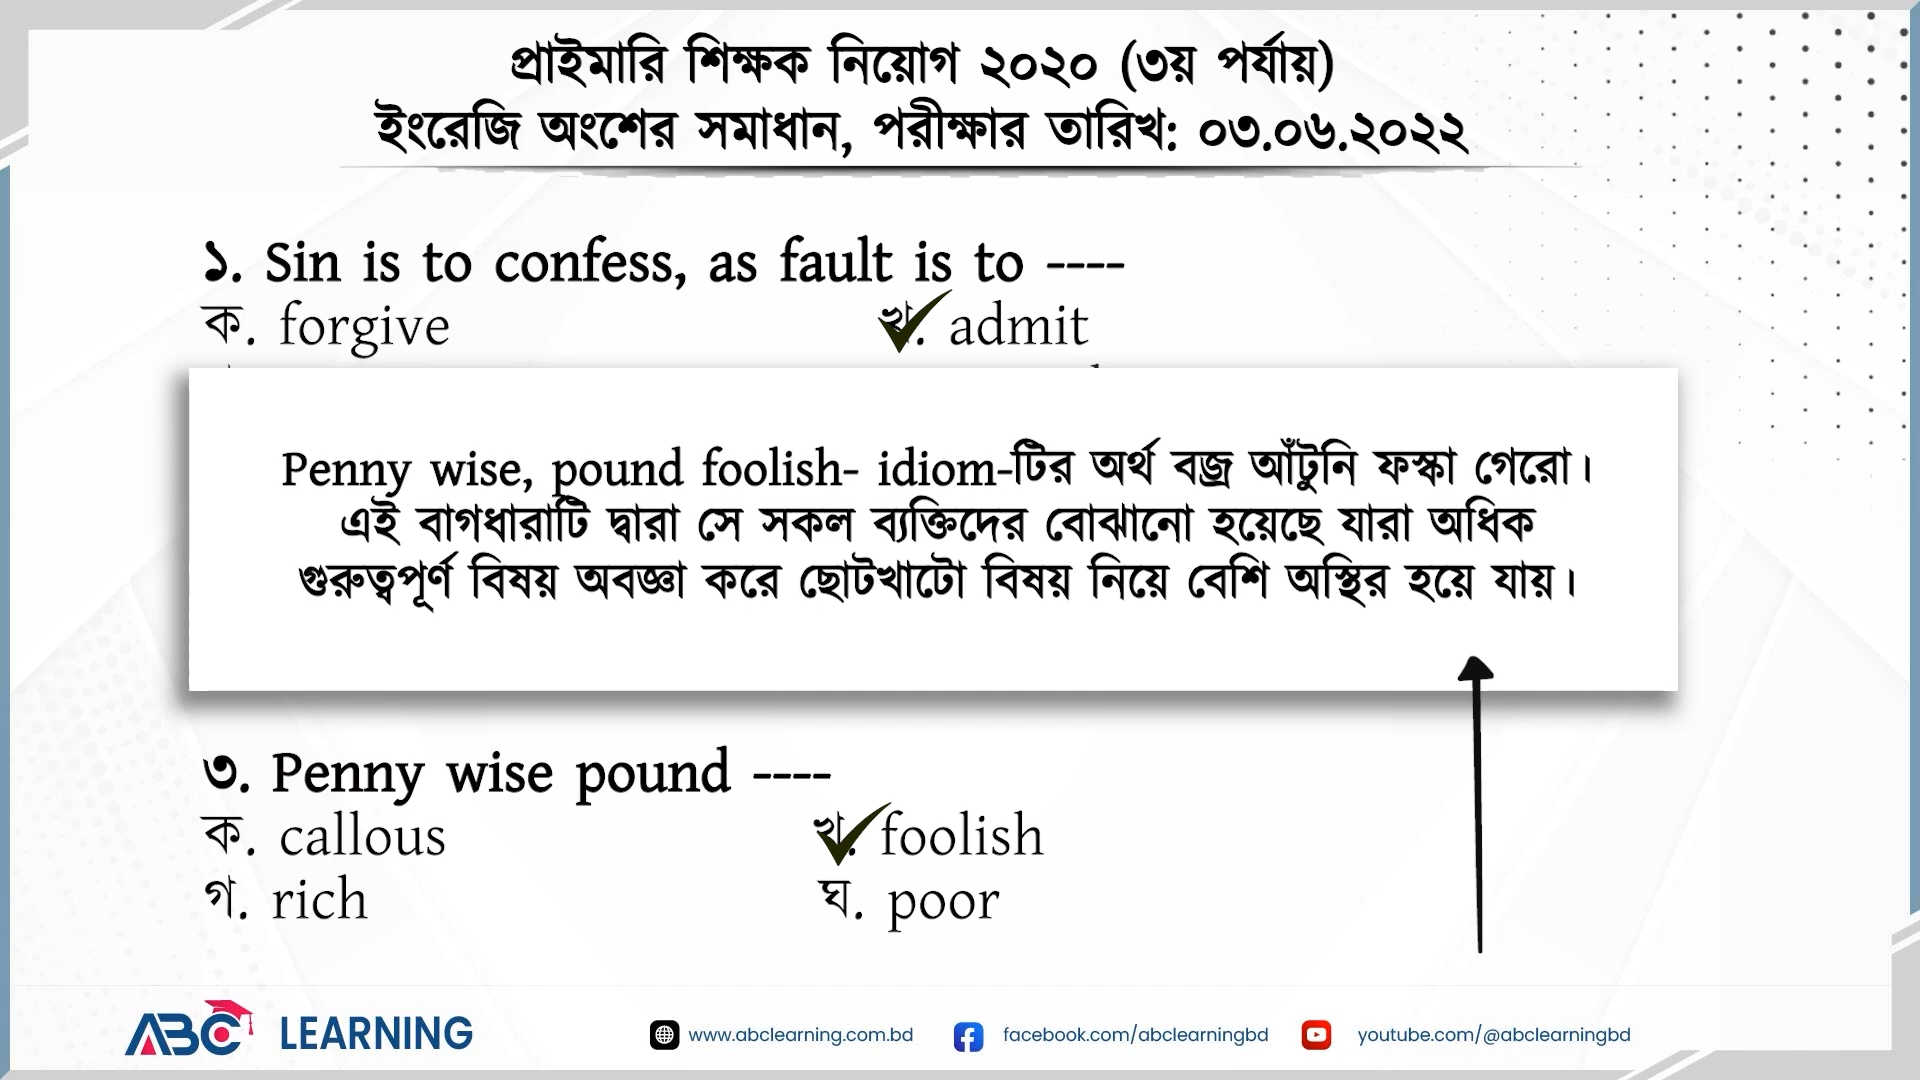 প্রাইমারি শিক্ষক নিয়োগ ২০২০ (৩য় পর্যায়)
ইংরেজি অংশের সমাধান, পরীক্ষার তারিখ: ০৩.০৬.২০২২
১. Sin is to confess, as fault is to ----
ক. forgive খ. admit
Penny wise, pound foolish- idiom-টির অর্থ বজ্র আঁটুনি ফস্কা গেরো।
এই বাগধারাটি দ্বারা সে সকল ব্যক্তিদের বোঝানো হয়েছে যারা অধিক
গুরুত্বপূর্ণ বিষয় অবজ্ঞা করে ছোটখাটো বিষয় নিয়ে বেশি অস্থির হয়ে যায়।
৩. Penny wise pound ----
ক. callous খ. foolish
গ. rich ঘ. poor
ABC LEARNING www.abclearning.com.bd facebook.com/abclearningbd youtube.com/@abclearningbd